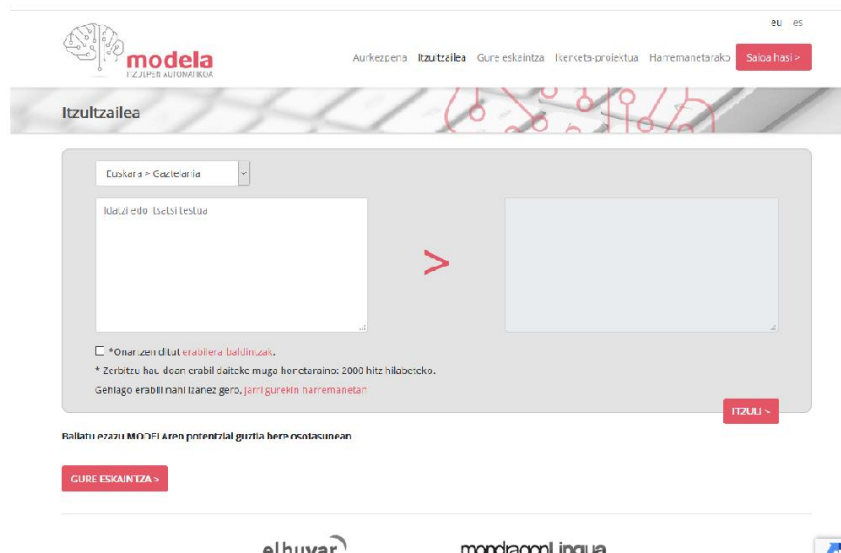 eu es
modela
ITZULPEN AUTOMATIKOA
Aurkezpena Itzultzailea Gure eskaintza Ikerketa-proiektua Harremanetarako Saioa hasi >
Itzultzailea
Euskara > Gaztelania
Idatzi edo itsatsi testua
>
*Onartzen ditut erabilera baldintzak.
* Zerbitzu hau doan erabil daiteke muga honetaraino: 2000 hitz hilabeteko.
Gehiago erabili nahi izanez gero, jarri gurekin harremanetan
ITZULI >
Baliatu ezazu MODELAren potentzial guztia bere osotasunean
GURE ESKAINTZA >
elhuyar mondragonLingua